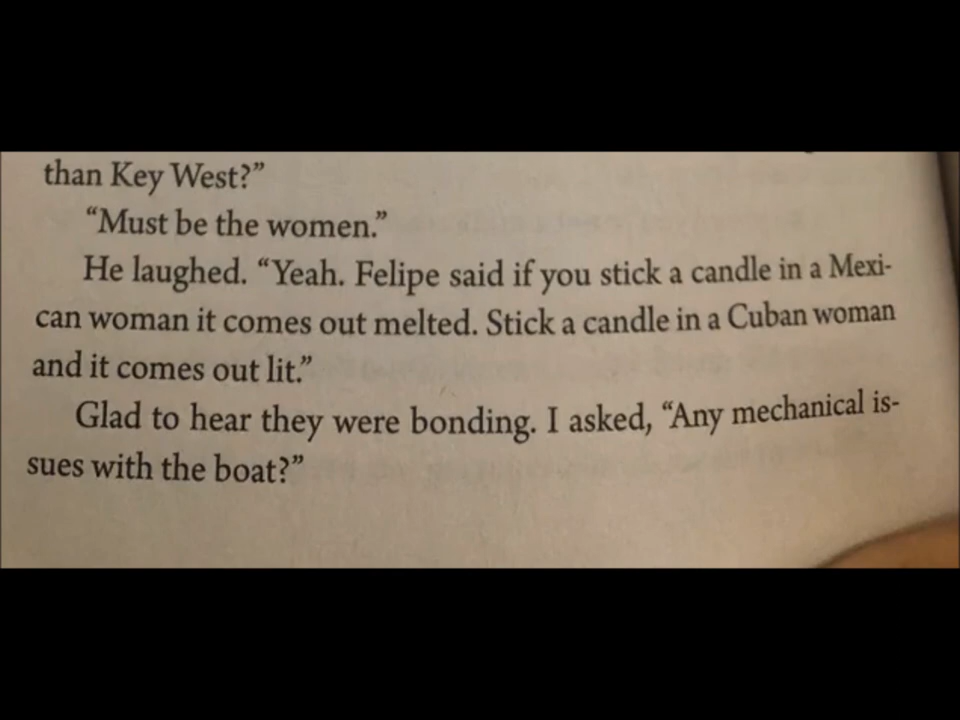 than Key West?”
“Must be the women.”
He laughed. “Yeah. Felipe said if you stick a candle in a Mexi-
can woman it comes out melted. Stick a candle in a Cuban woman
and it comes out lit.”
Glad to hear they were bonding. I asked, “Any mechanical is-
sues with the boat?”